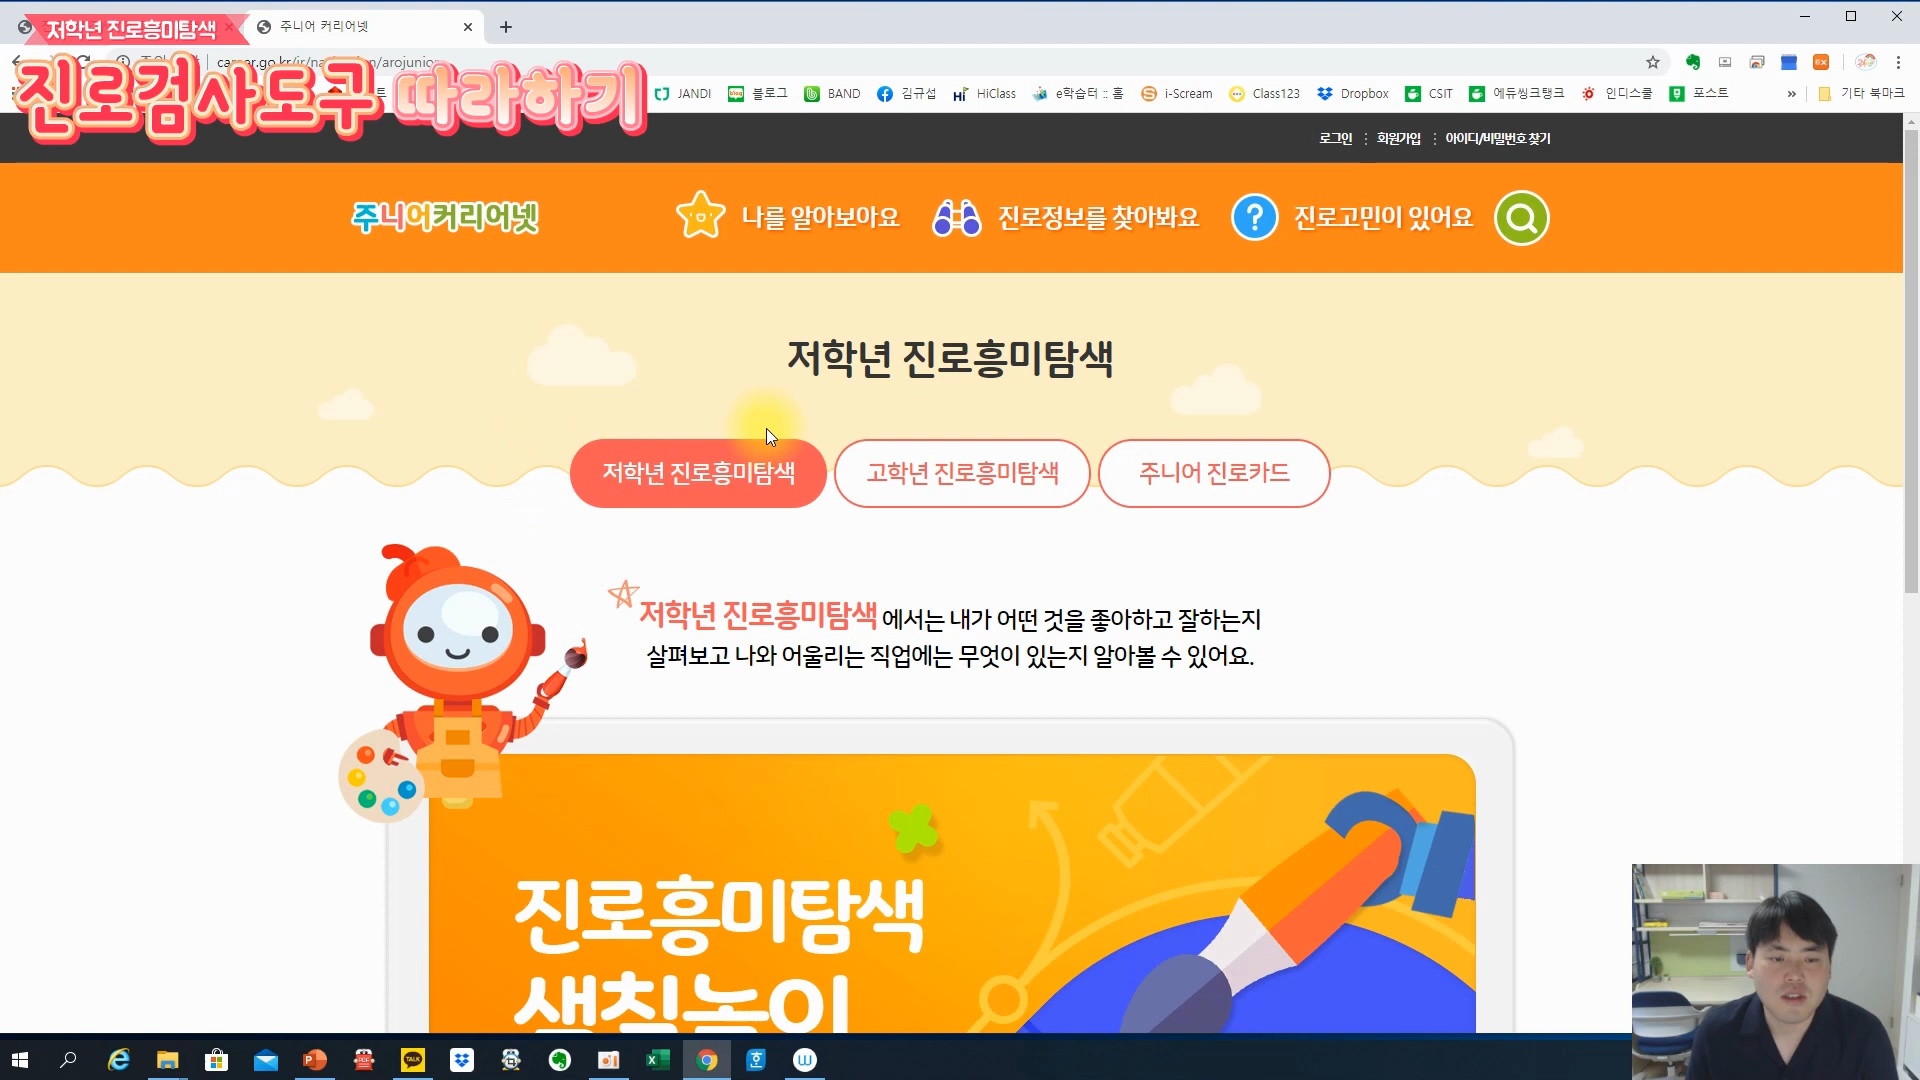 저학년 진로흥미탐색
주니어 커리어넷
진로검사도구 따라하기
JANDI
블로그
BAND
김규섭
HiClass
e학습터 :: 홈
i-Scream
Class123
Dropbox
CSIT
에듀씽크탱크
인디스쿨
포스트
»
기타 북마크
로그인 : 회원가입 : 아이디/비밀번호 찾기
주니어커리어넷
나를 알아보아요
진로정보를 찾아봐요
진로고민이 있어요
저학년 진로흥미탐색
저학년 진로흥미탐색
고학년 진로흥미탐색
주니어 진로카드
저학년 진로흥미탐색 에서는 내가 어떤 것을 좋아하고 잘하는지
살펴보고 나와 어울리는 직업에는 무엇이 있는지 알아볼 수 있어요.
진로흥미탐색
색칠놀이